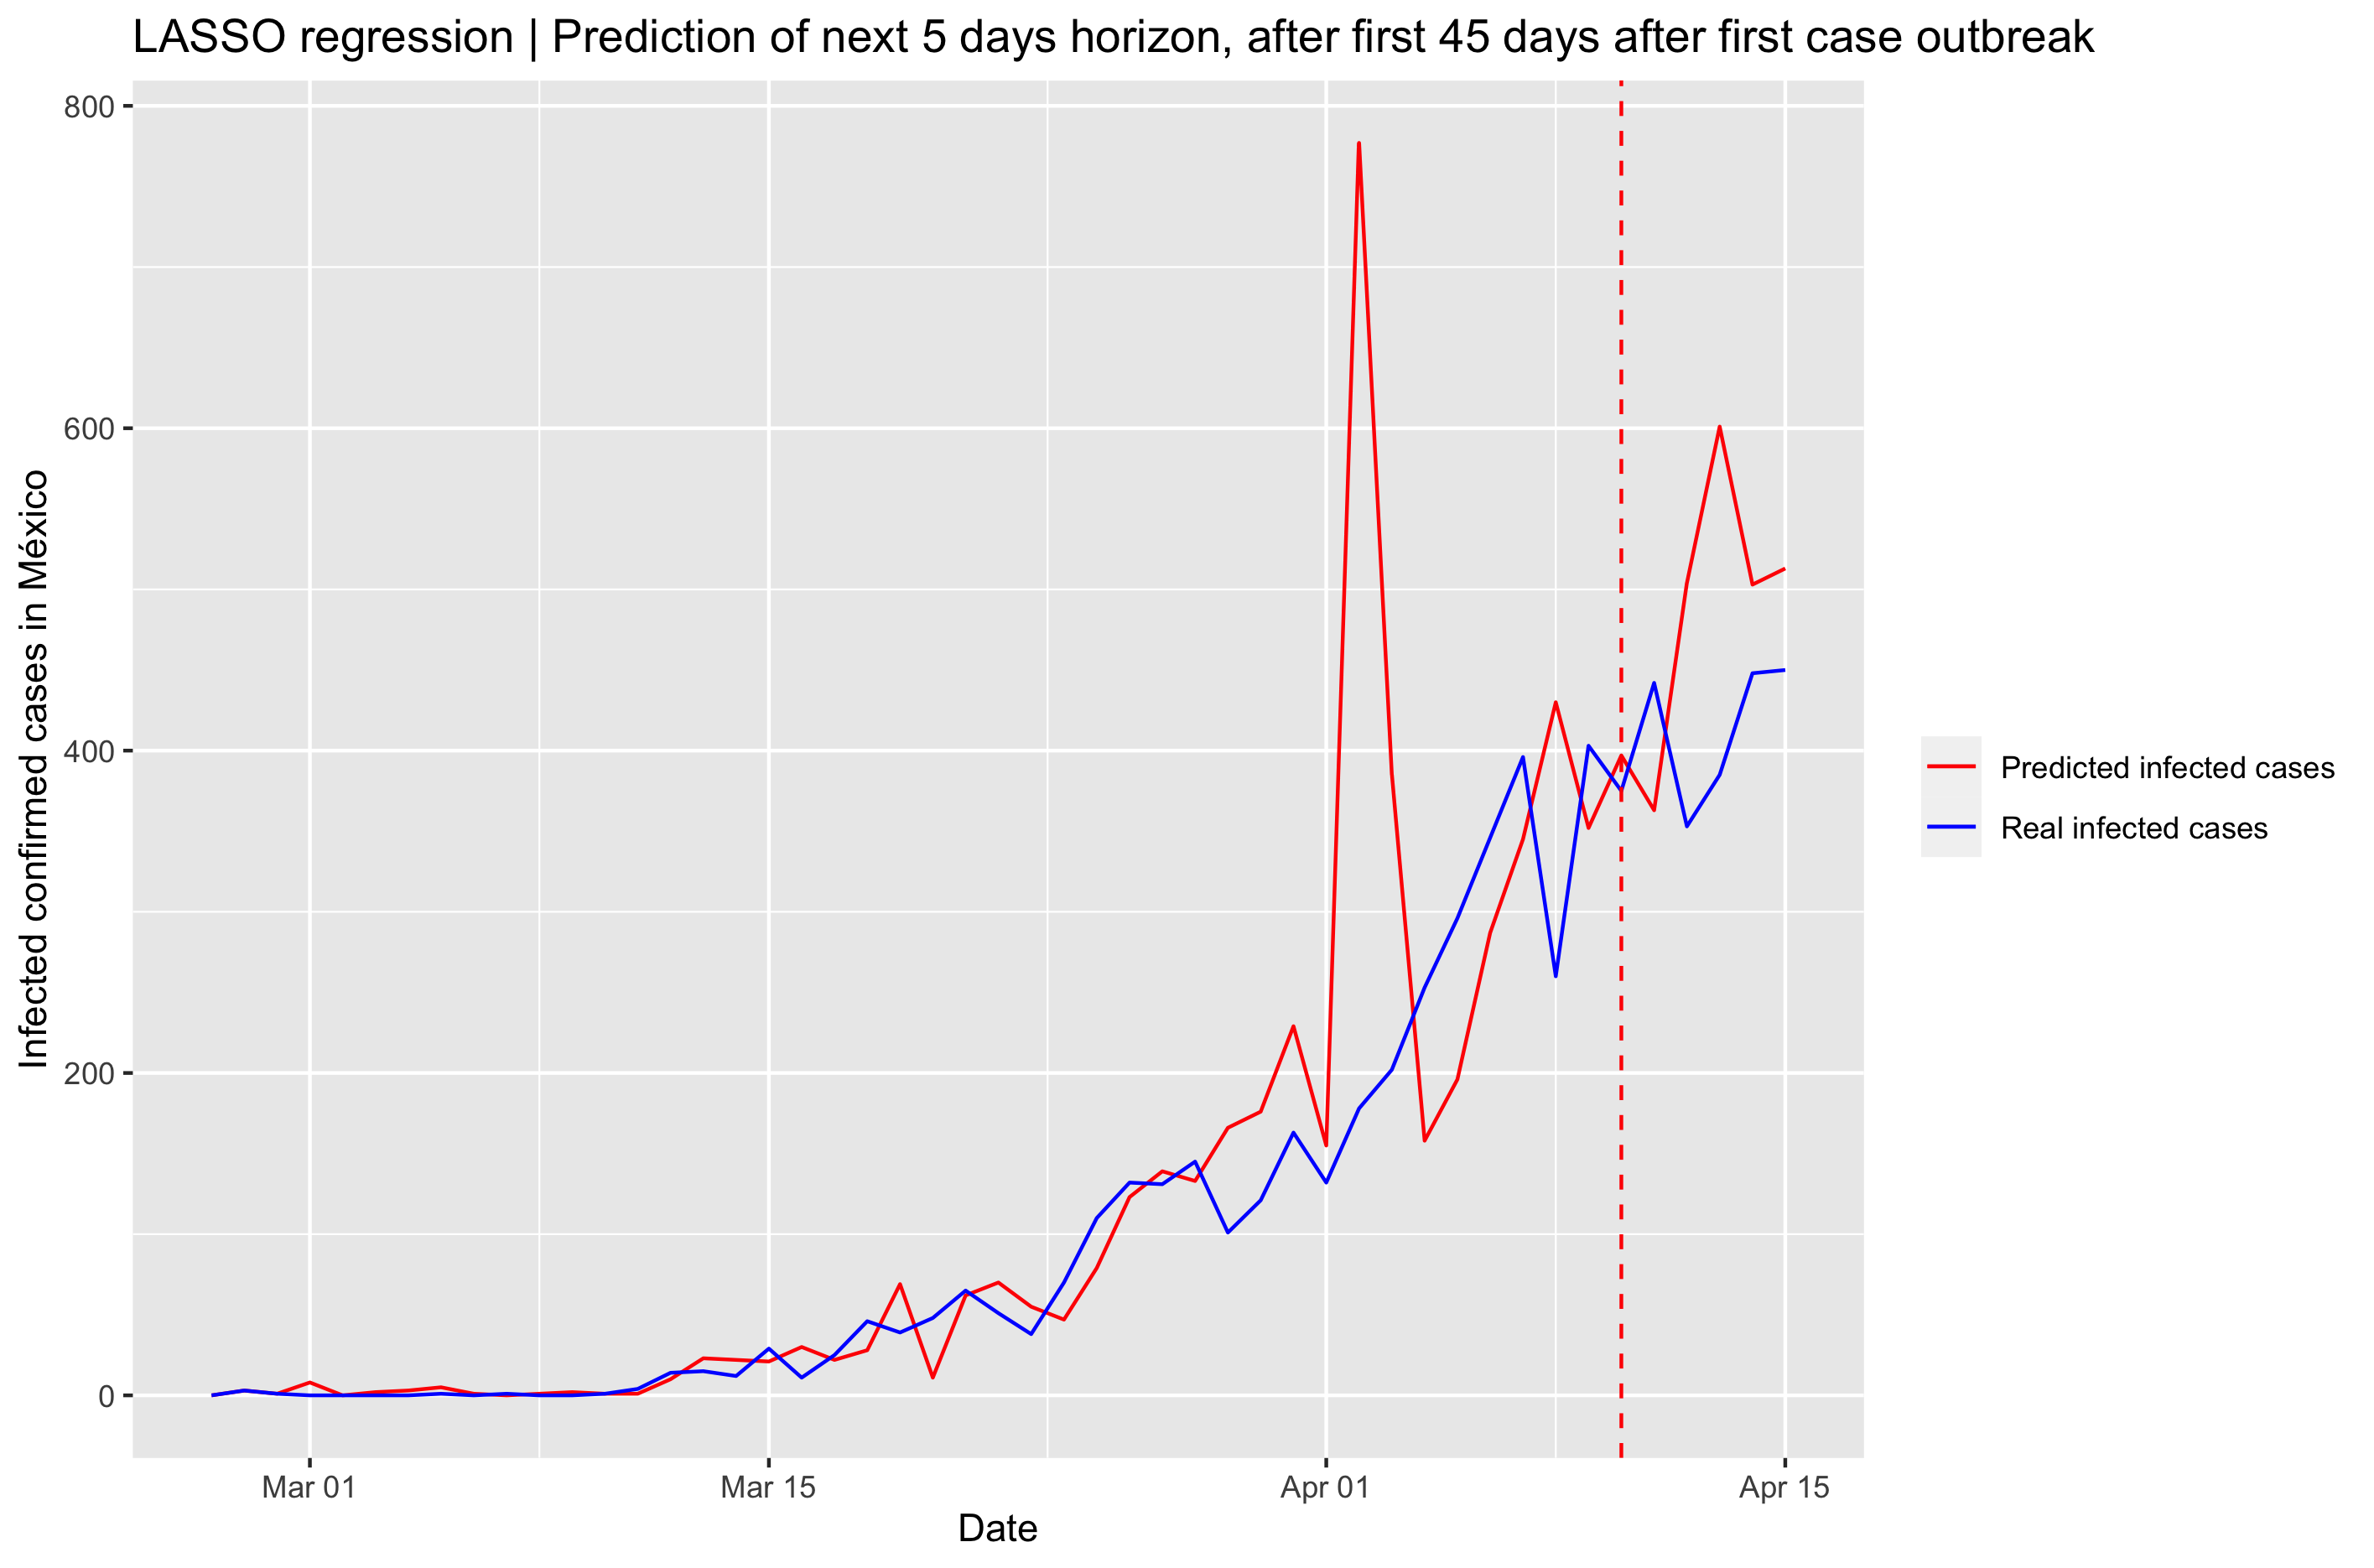 LASSO regression | Prediction of next 5 days horizon, after first 45 days after first case outbreak
Infected confirmed cases in México
800
600
400
200
0
Mar 01
Mar 15
Apr 01
Apr 15
Date
Predicted infected cases
Real infected cases